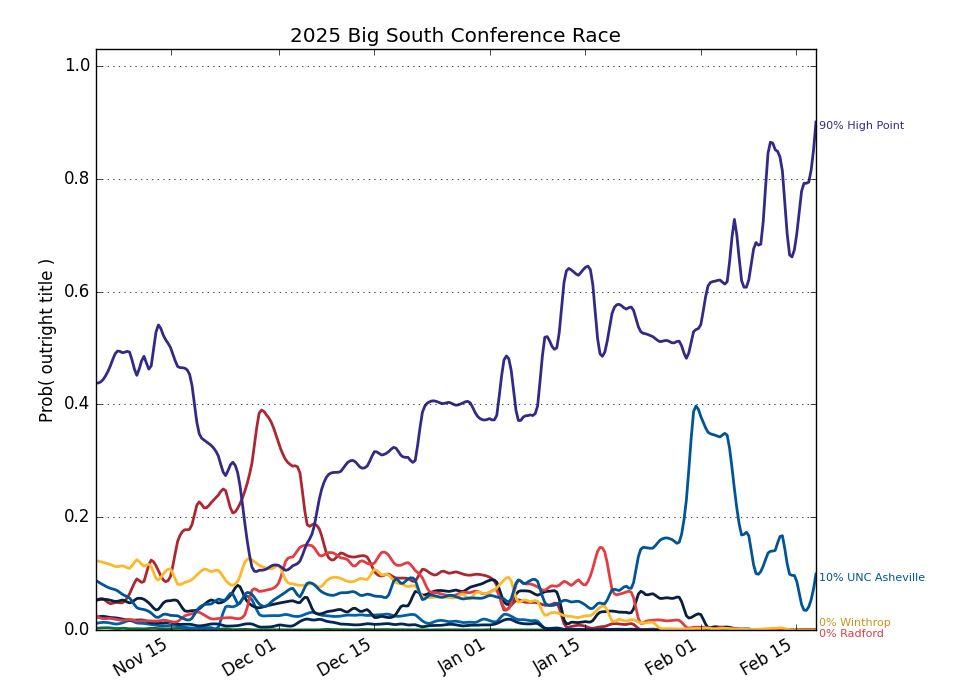 2025 Big South Conference Race
Prob( outright title )
1.0
0.8
0.6
0.4
0.2
0.0
90% High Point
10% UNC Asheville
0% Winthrop
0% Radford
Nov 15
Dec 01
Dec 15
Jan 01
Jan 15
Feb 01
Feb 15